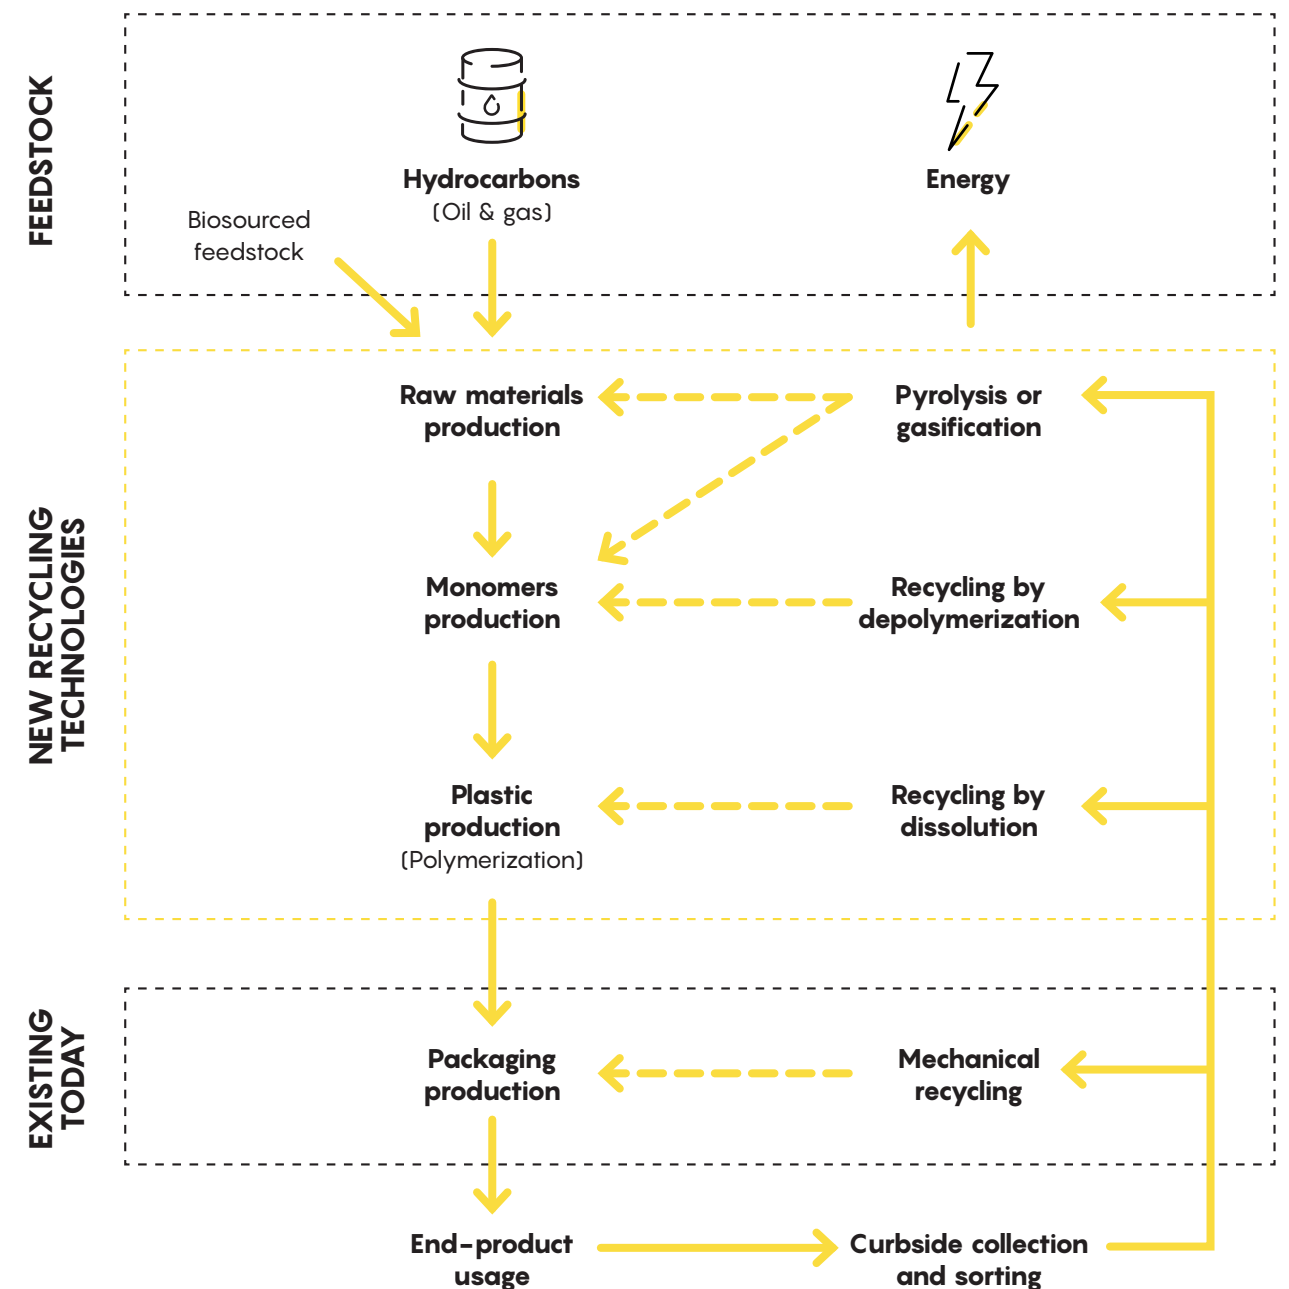 FEEDSTOCK
Hydrocarbons
(Oil & gas)
Energy
Biosourced
feedstock
NEW RECYCLING
TECHNOLOGIES
Raw materials
production
Pyrolysis or
gasification
Monomers
production
Recycling by
depolymerization
Plastic
production
(Polymerization)
Recycling by
dissolution
EXISTING
TODAY
Packaging
production
Mechanical
recycling
End-product
usage
Curbside collection
and sorting